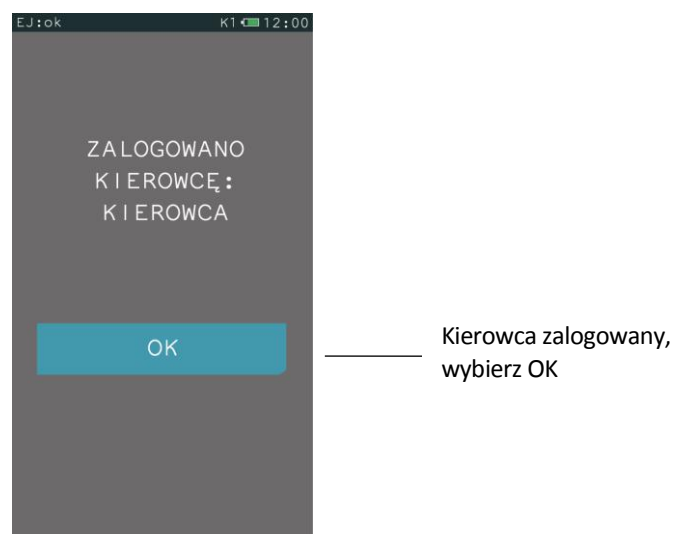 EJ:ok K1 12:00
ZALOGOWANO
KIEROWCĘ:
KIEROWCA
OK
Kierowca zalogowany,
wybierz OK